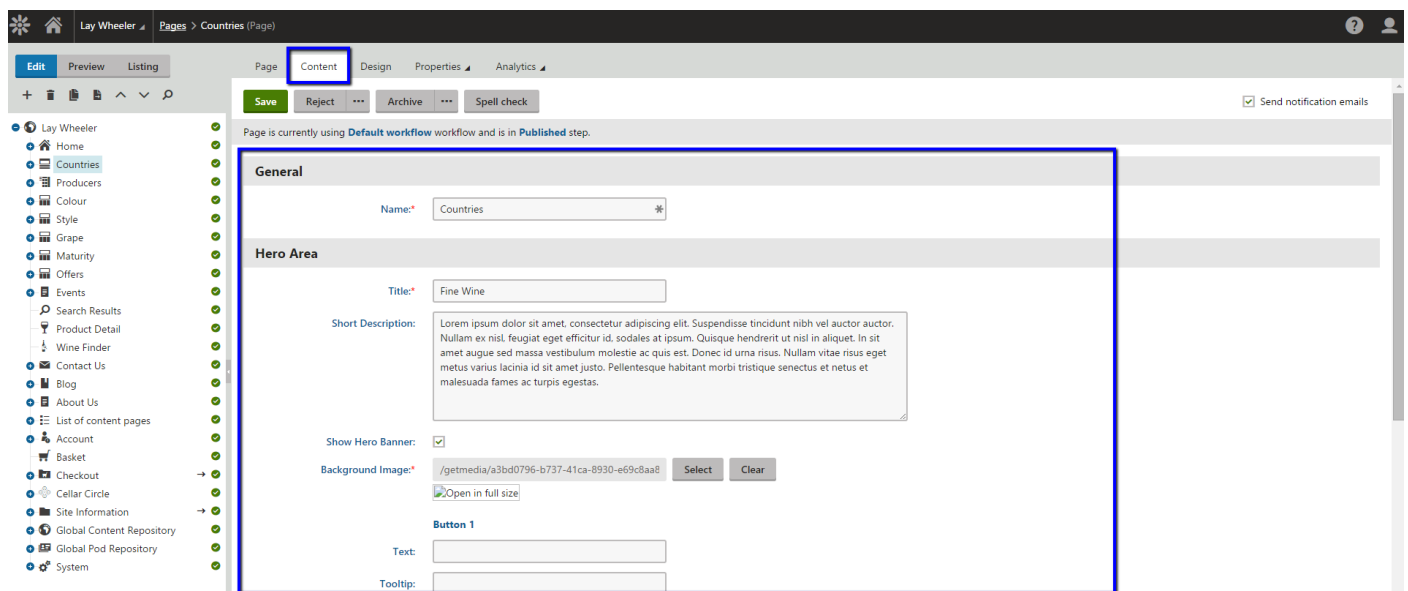 Lay Wheeler Pages > Countries (Page)
Edit Preview Listing
Page Content Design Properties Analytics
Save Reject ... Archive ... Spell check Send notification emails
Page is currently using Default workflow workflow and is in Published step.
Lay Wheeler
Home
Countries
Producers
Colour
Style
Grape
Maturity
Offers
Events
Search Results
Product Detail
Wine Finder
Contact Us
Blog
About Us
List of content pages
Account
Basket
Checkout
Cellar Circle
Site Information
Global Content Repository
Global Pod Repository
System
General
Name:* Countries
Hero Area
Title:* Fine Wine
Short Description: Lorem ipsum dolor sit amet, consectetur adipiscing elit. Suspendisse tincidunt nibh vel auctor auctor.
Nullam ex nisl, feugiat eget efficitur id, sodales at ipsum. Quisque hendrerit ut nisl in aliquet. In sit
amet augue sed massa vestibulum molestie ac quis est. Donec id urna risus. Nullam vitae risus eget
metus varius lacinia id sit amet justo. Pellentesque habitant morbi tristique senectus et netus et
malesuada fames ac turpis egestas.
Show Hero Banner:
Background Image:* /getmedia/a3bd0796-b737-41ca-8930-e69c8aa8 Select Clear
Open in full size
Button 1
Text:
Tooltip: